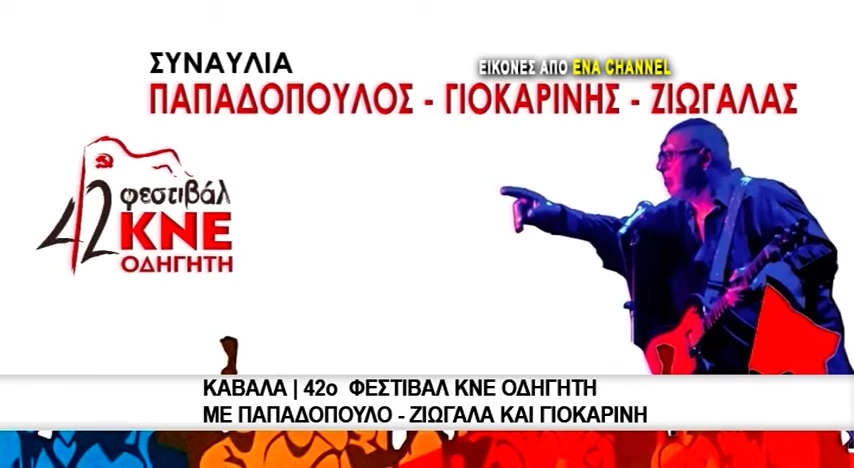 ΣΥΝΑΥΛΙΑ
ΕΙΚΟΝΕΣ ΑΠΟ ΕΝΑ CHANNEL
ΠΑΠΑΔΟΠΟΥΛΟΣ - ΓΙΟΚΑΡΙΝΗΣ - ΖΙΩΓΑΛΑΣ
42 φεστιβάλ
ΚΝΕ
ΟΔΗΓΗΤΗ
ΚΑΒΑΛΑ | 42ο ΦΕΣΤΙΒΑΛ ΚΝΕ ΟΔΗΓΗΤΗ
ΜΕ ΠΑΠΑΔΟΠΟΥΛΟ - ΖΙΩΓΑΛΑ ΚΑΙ ΓΙΟΚΑΡΙΝΗ